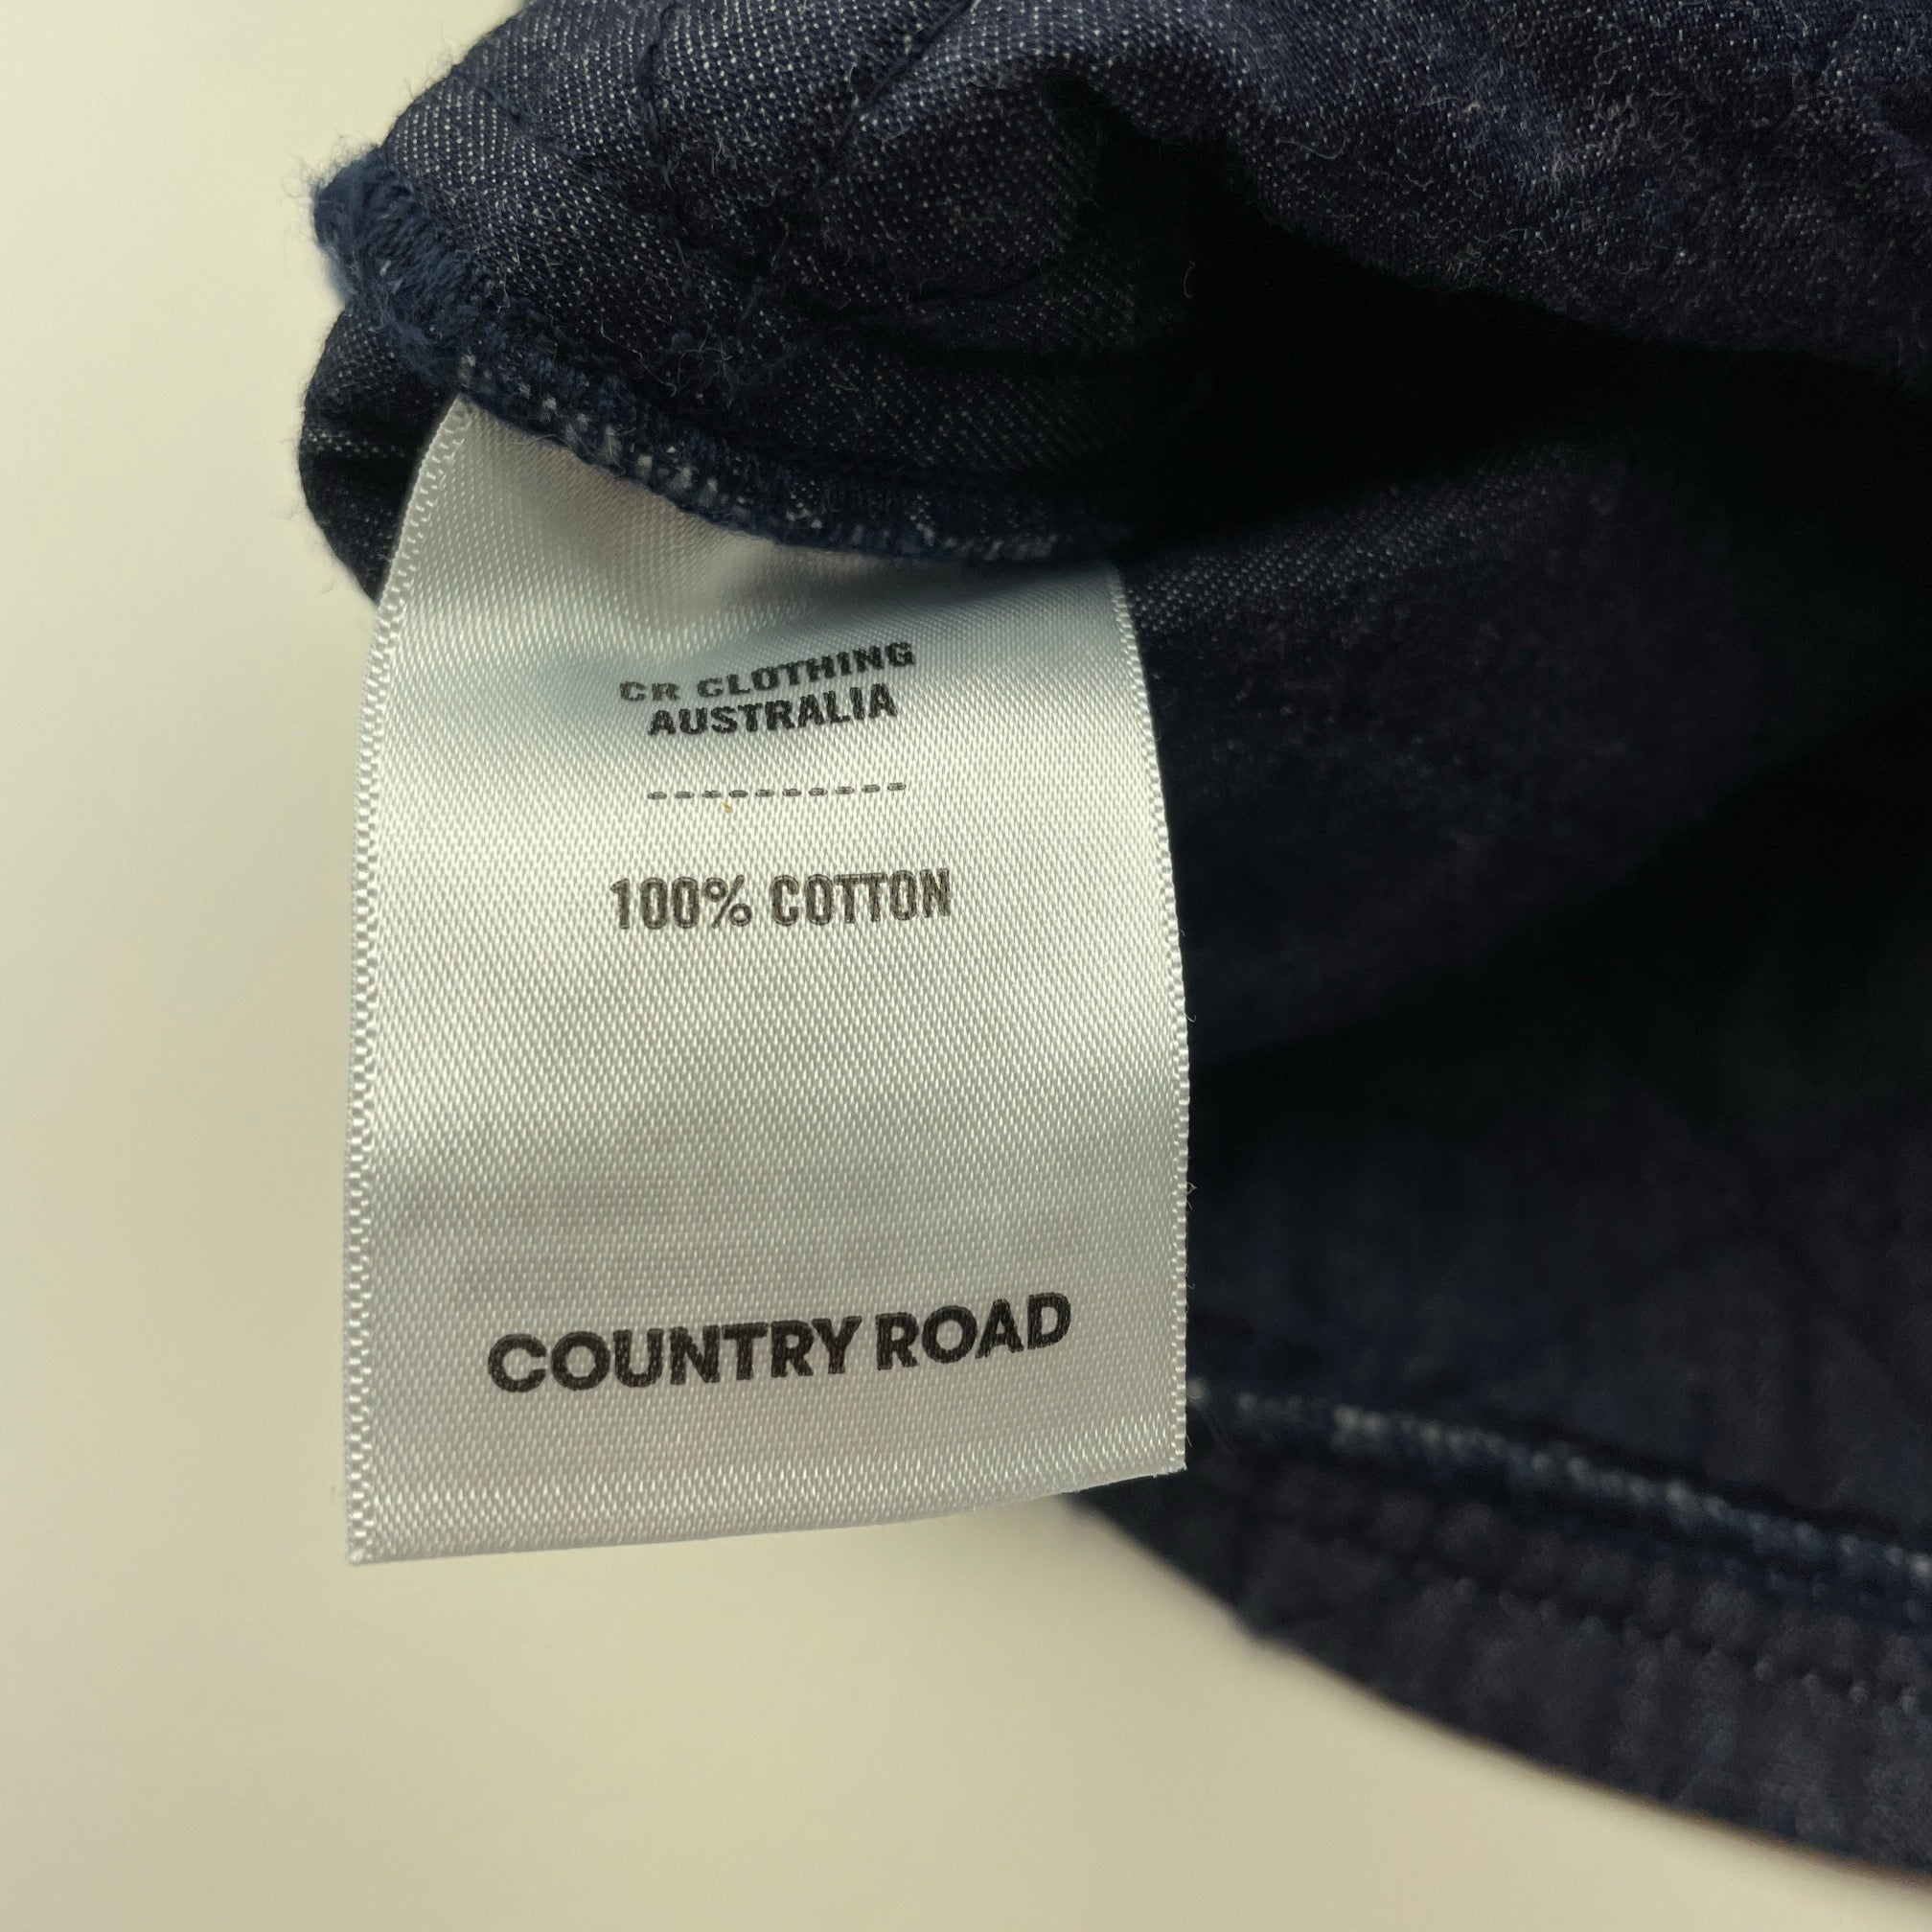 CR CLOTHING
AUSTRALIA
-----------
100% COTTON
COUNTRY ROAD